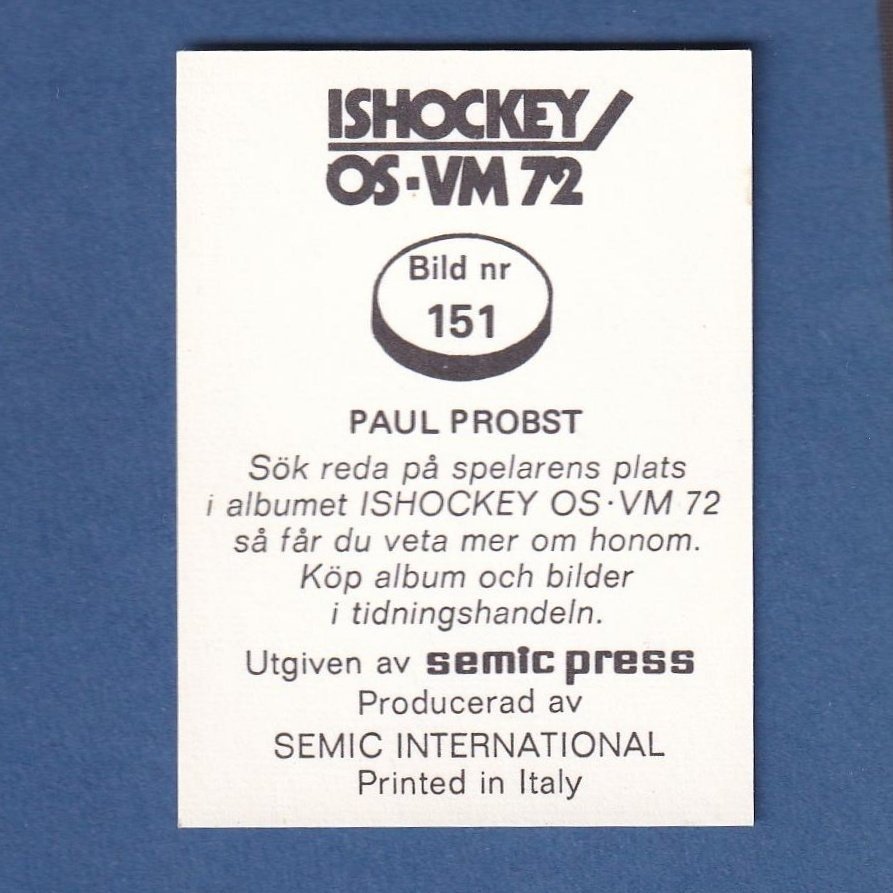 ISHOCKEY
OS·VM 72
Bild nr
151
PAUL PROBST
Sök reda på spelarens plats
i albumet ISHOCKEY OS·VM 72
så får du veta mer om honom.
Köp album och bilder
i tidningshandeln.
Utgiven av semic press
Producerad av
SEMIC INTERNATIONAL
Printed in Italy